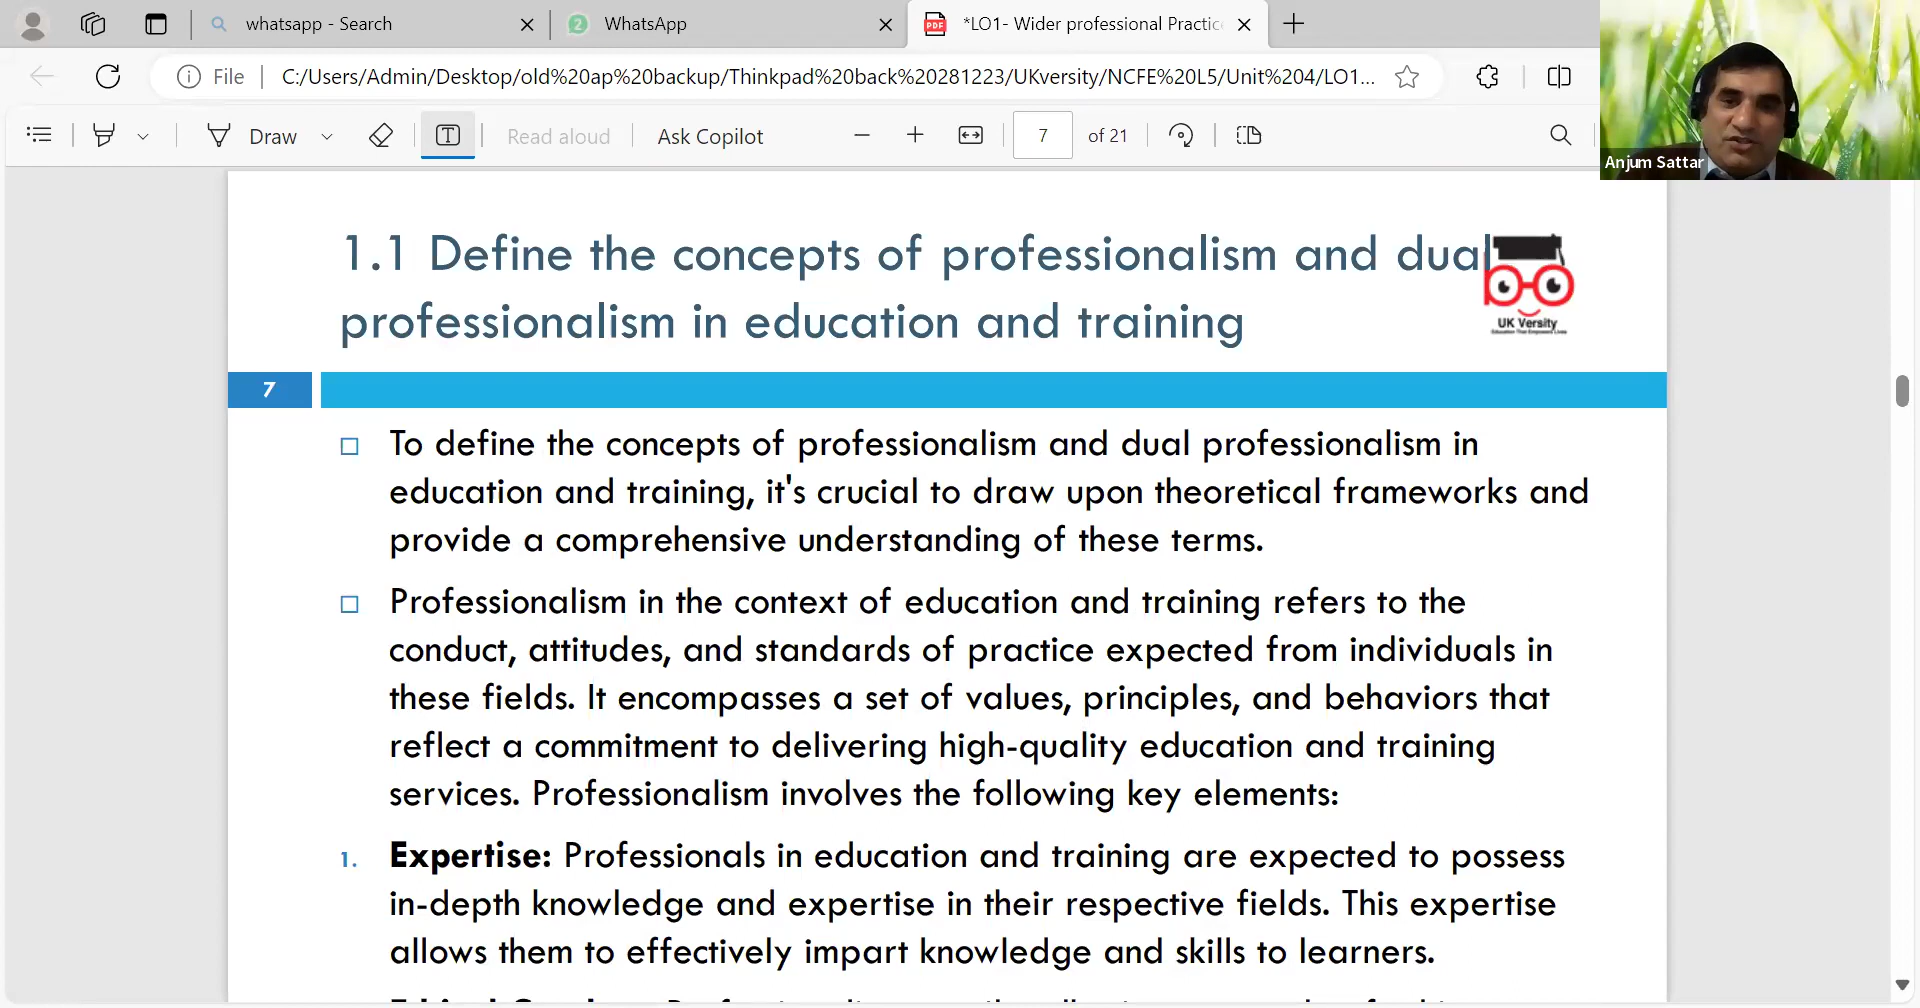 whatsapp - Search
WhatsApp
*LO1- Wider professional Practic
File
C:/Users/Admin/Desktop/old%20ap%20backup/Thinkpad%20back%20281223/UKversity/NCFE%20L5/Unit%204/LO1...
Draw
Read aloud
Ask Copilot
7
of 21
Anjum Sattar
1.1 Define the concepts of professionalism and dual
professionalism in education and training
UK Versity
Education That Empowers Lives
7
To define the concepts of professionalism and dual professionalism in
education and training, it's crucial to draw upon theoretical frameworks and
provide a comprehensive understanding of these terms.
Professionalism in the context of education and training refers to the
conduct, attitudes, and standards of practice expected from individuals in
these fields. It encompasses a set of values, principles, and behaviors that
reflect a commitment to delivering high-quality education and training
services. Professionalism involves the following key elements:
1. Expertise: Professionals in education and training are expected to possess
in-depth knowledge and expertise in their respective fields. This expertise
allows them to effectively impart knowledge and skills to learners.